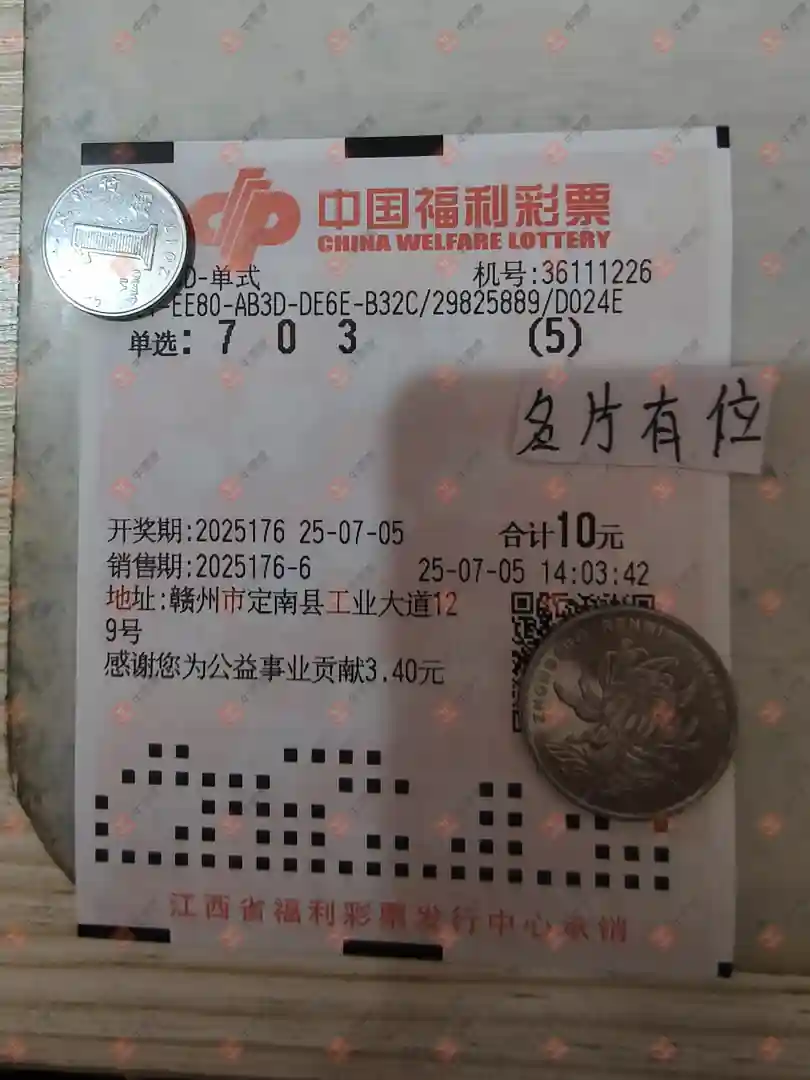 中国福利彩票
CHINA WELFARE LOTTERY
D-单式 机号:36111226
-EE80-AB3D-DE6E-B32C/29825889/D024E
单选: 7 0 3 (5)
名片有位
开奖期:2025176 25-07-05 合计10元
销售期:2025176-6 25-07-05 14:03:42
地址:赣州市定南县工业大道12
9号
感谢您为公益事业贡献3.40元
江西省福利彩票发行中心承销